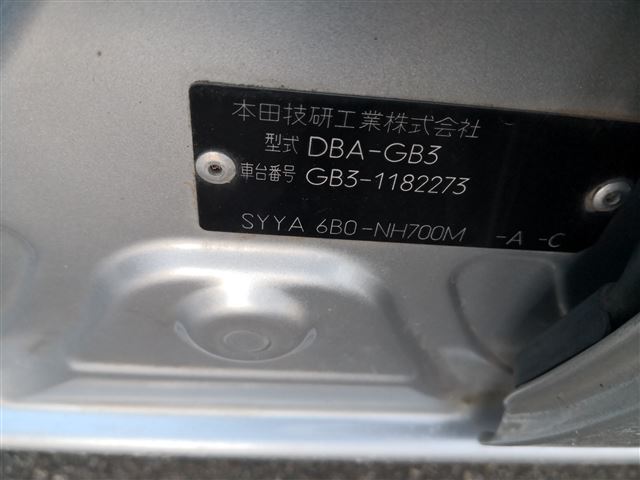 本田技研工業株式会社
型式 DBA-GB3
車台番号 GB3-1182273
SYYA 6B0-NH700M -A -C